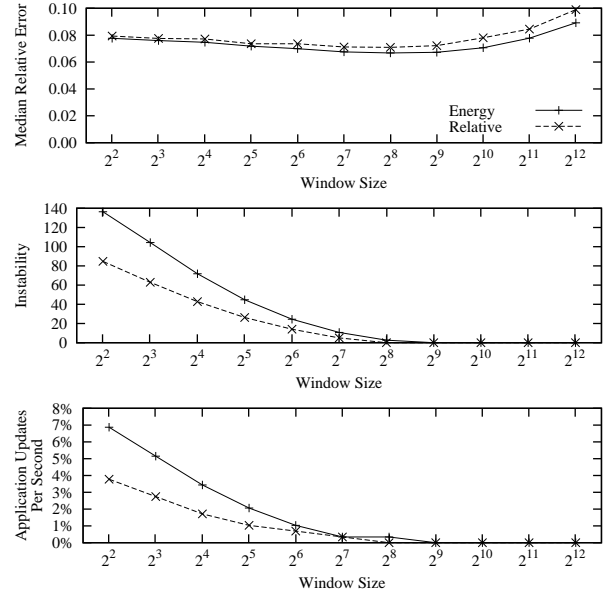 Median Relative Error
0.10
0.08
0.06
0.04
0.02
0.00
Energy
Relative
2^2 2^3 2^4 2^5 2^6 2^7 2^8 2^9 2^10 2^11 2^12
Window Size
Instability
140
120
100
80
60
40
20
0
2^2 2^3 2^4 2^5 2^6 2^7 2^8 2^9 2^10 2^11 2^12
Window Size
Application Updates
Per Second
8%
7%
6%
5%
4%
3%
2%
1%
0%
2^2 2^3 2^4 2^5 2^6 2^7 2^8 2^9 2^10 2^11 2^12
Window Size